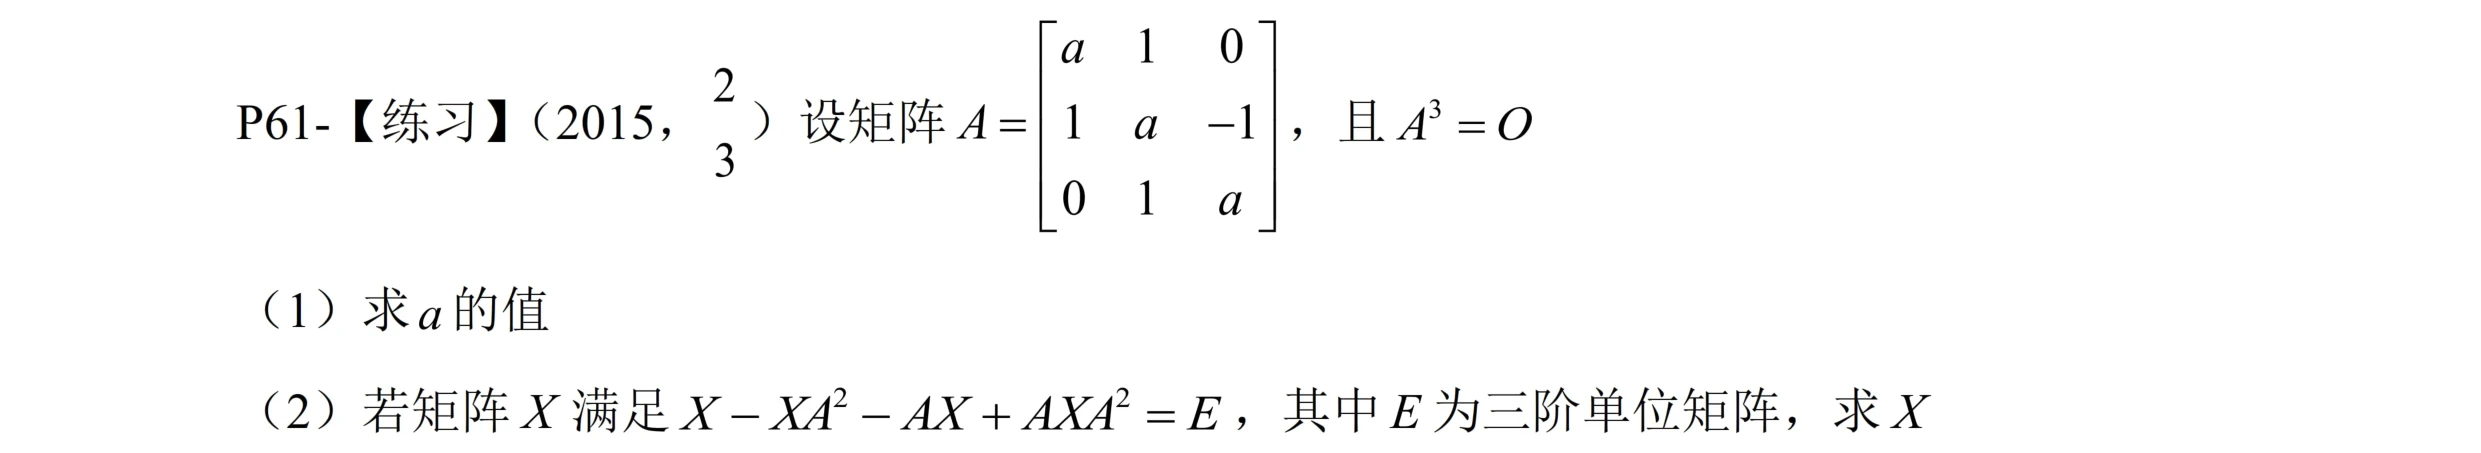 P61-【练习】（2015，2 3）设矩阵 A = [a 1 0; 1 a −1; 0 1 a]，且 A³ = O
（1）求 a 的值
（2）若矩阵 X 满足 X − XA² − AX + AXA² = E，其中 E 为三阶单位矩阵，求 X